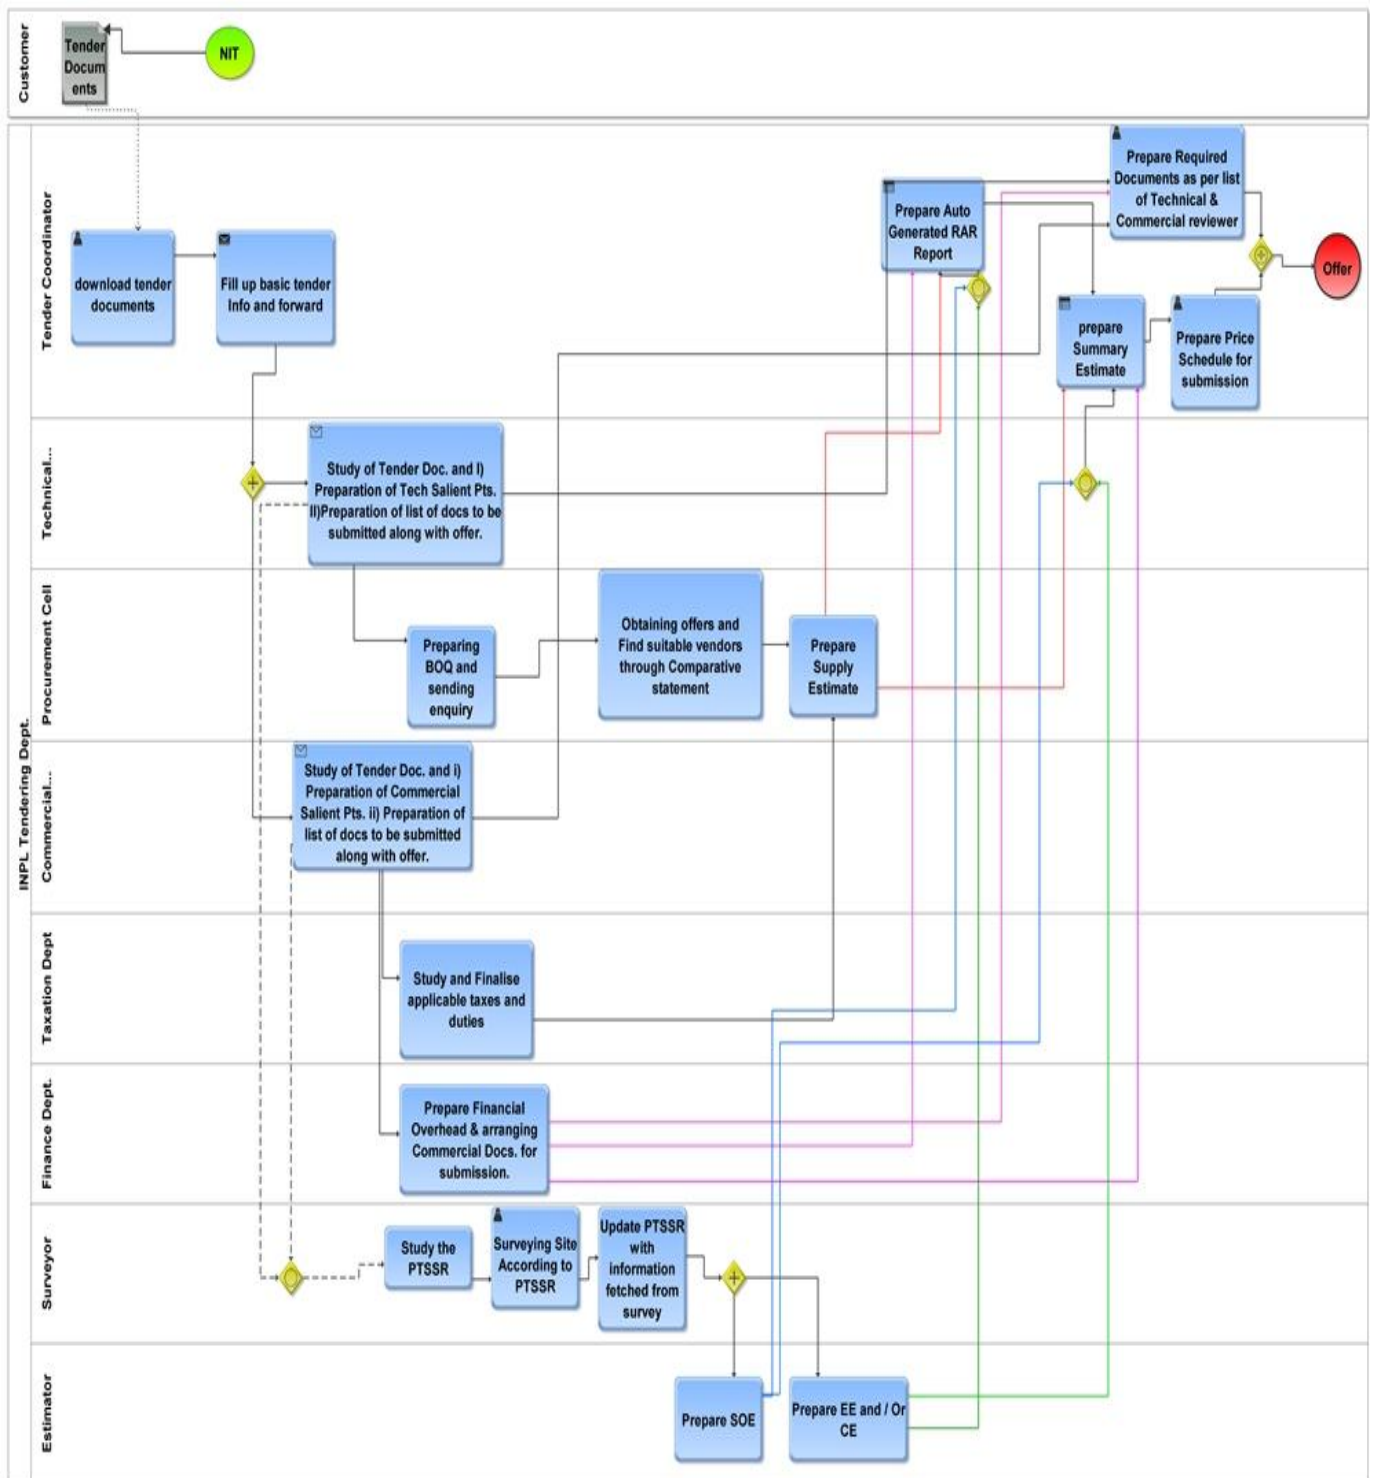 Customer
Tender
Docum
ents
NIT
INPL Tendering Dept.
Tender Coordinator
download tender
documents
Fill up basic tender
Info and forward
Prepare Auto
Generated RAR
Report
Prepare Required
Documents as per list
of Technical &
Commercial reviewer
prepare
Summary
Estimate
Prepare Price
Schedule for
submission
Offer
Technical...
Study of Tender Doc. and I)
Preparation of Tech Salient Pts.
II)Preparation of list of docs to be
submitted along with offer.
Procurement Cell
Preparing
BOQ and
sending
enquiry
Obtaining offers and
Find suitable vendors
through Comparative
statement
Prepare
Supply
Estimate
Commercial...
Study of Tender Doc. and i)
Preparation of Commercial
Salient Pts. ii) Preparation of
list of docs to be submitted
along with offer.
Taxation Dept
Study and Finalise
applicable taxes and
duties
Finance Dept.
Prepare Financial
Overhead & arranging
Commercial Docs. for
submission.
Surveyor
Study the
PTSSR
Surveying Site
According to
PTSSR
Update PTSSR
with
information
fetched from
survey
Estimator
Prepare SOE
Prepare EE and / Or
CE